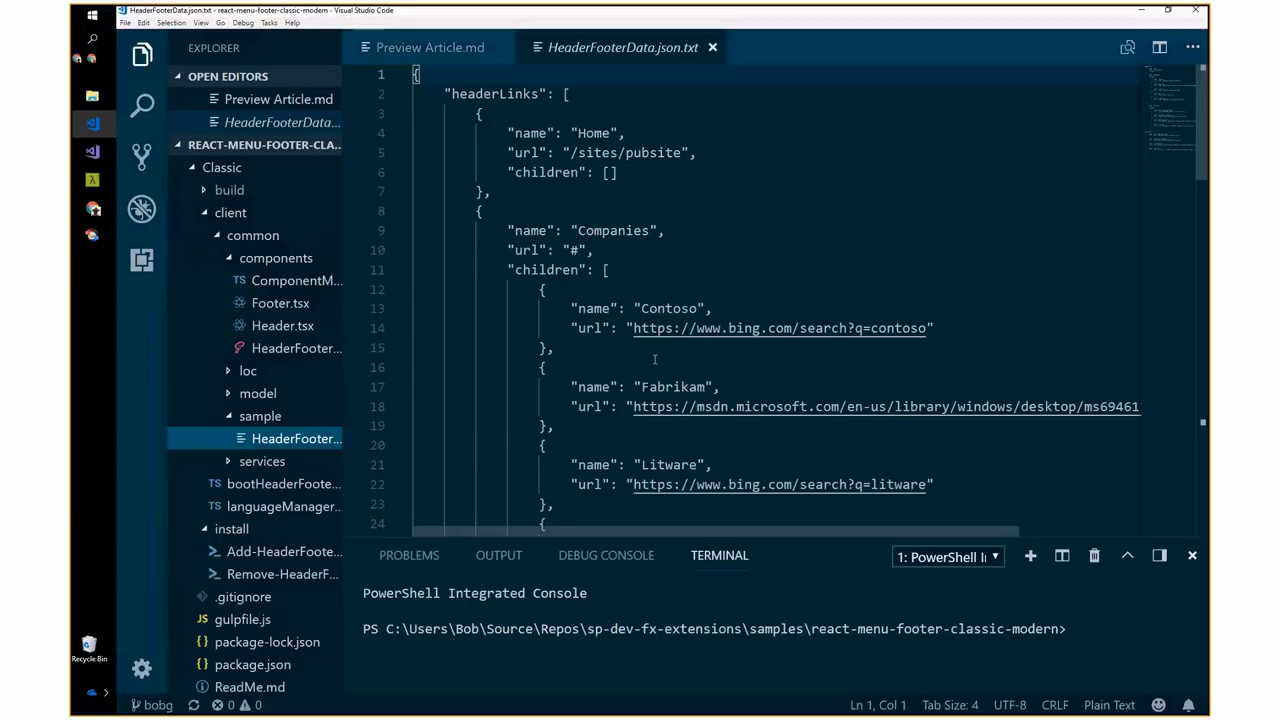 HeaderFooterData.json.txt - react-menu-footer-classic-modern - Visual Studio Code
File Edit Selection View Go Debug Tasks Help
EXPLORER
OPEN EDITORS
Preview Article.md
HeaderFooterData...
REACT-MENU-FOOTER-CLA...
Classic
build
client
common
components
TS ComponentM...
Footer.tsx
Header.tsx
HeaderFooter...
loc
model
sample
HeaderFooter...
services
TS bootHeaderFoote...
TS languageManager...
install
Add-HeaderFoote...
Remove-HeaderF...
.gitignore
JS gulpfile.js
package-lock.json
package.json
ReadMe.md
Recycle Bin
Preview Article.md
HeaderFooterData.json.txt
1 {
2 "headerLinks": [
3 {
4 "name": "Home",
5 "url": "/sites/pubsite",
6 "children": []
7 },
8 {
9 "name": "Companies",
10 "url": "#",
11 "children": [
12 {
13 "name": "Contoso",
14 "url": "https://www.bing.com/search?q=contoso"
15 },
16 {
17 "name": "Fabrikam",
18 "url": "https://msdn.microsoft.com/en-us/library/windows/desktop/ms69461
19 },
20 {
21 "name": "Litware",
22 "url": "https://www.bing.com/search?q=litware"
23 },
24 {
PROBLEMS OUTPUT DEBUG CONSOLE TERMINAL
1: PowerShell I
PowerShell Integrated Console
PS C:\Users\Bob\Source\Repos\sp-dev-fx-extensions\samples\react-menu-footer-classic-modern>
bobg 0 0 Ln 1, Col 1 Tab Size: 4 UTF-8 CRLF Plain Text